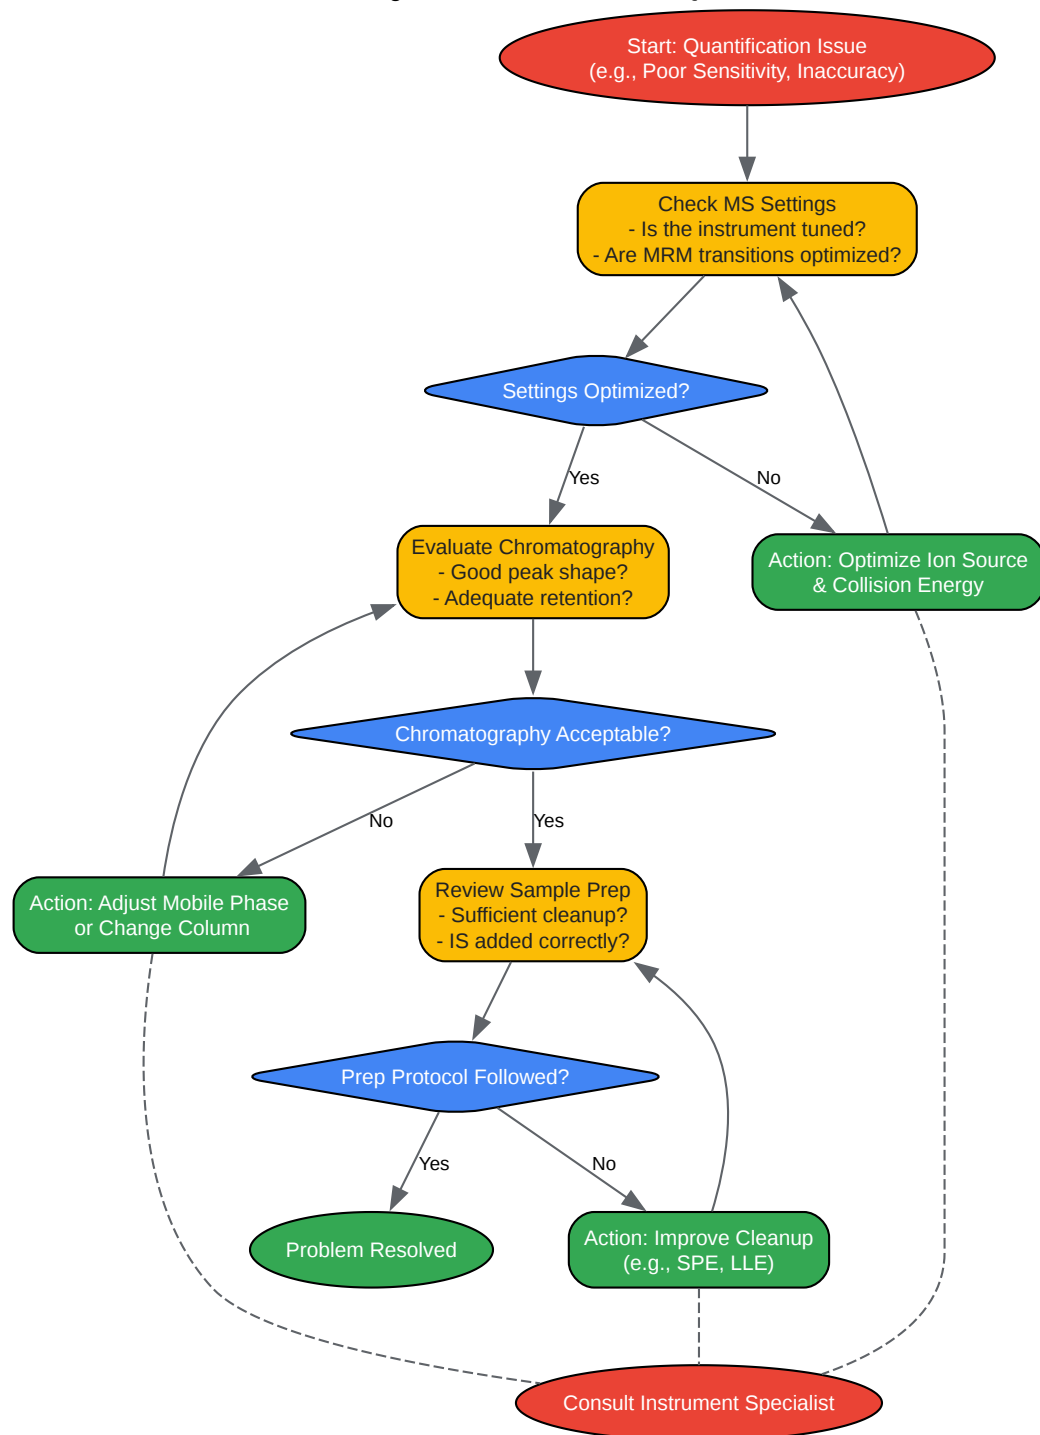 Start: Quantification Issue
(e.g., Poor Sensitivity, Inaccuracy)
Check MS Settings
- Is the instrument tuned?
- Are MRM transitions optimized?
Settings Optimized?
Yes
No
Evaluate Chromatography
- Good peak shape?
- Adequate retention?
Action: Optimize Ion Source
& Collision Energy
Chromatography Acceptable?
No
Yes
Action: Adjust Mobile Phase
or Change Column
Review Sample Prep
- Sufficient cleanup?
- IS added correctly?
Prep Protocol Followed?
Yes
No
Problem Resolved
Action: Improve Cleanup
(e.g., SPE, LLE)
Consult Instrument Specialist